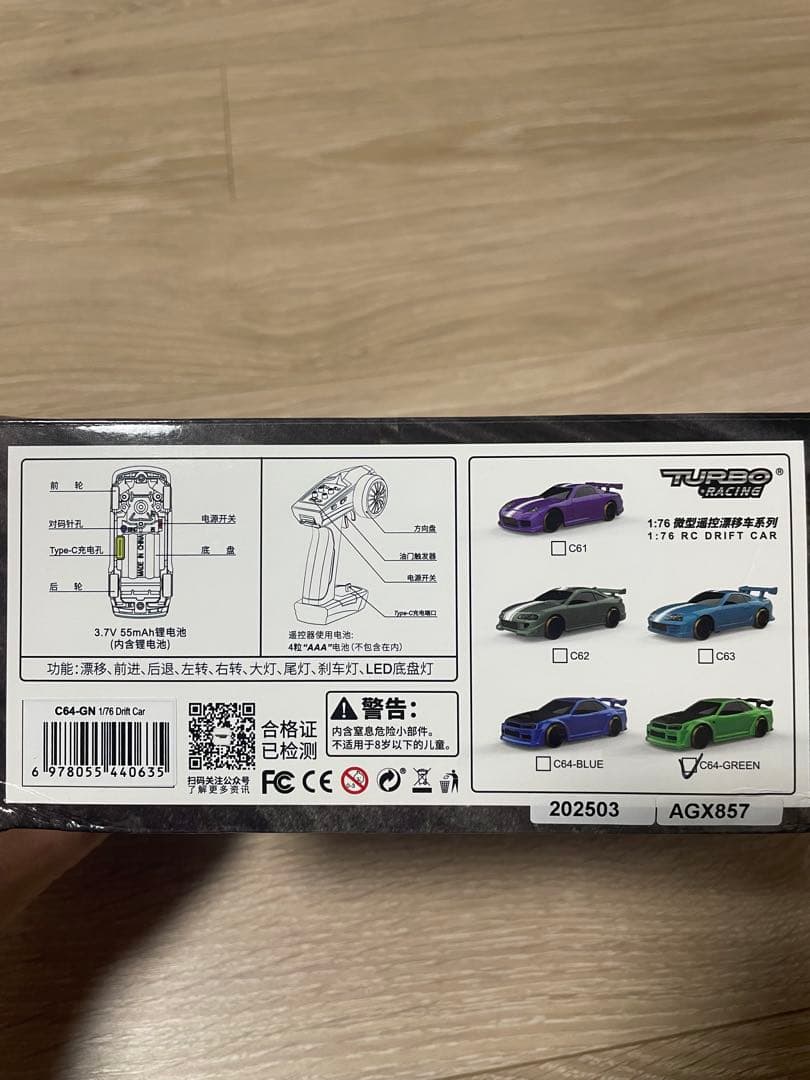 前 轮
对码针孔
Type-C充电孔
后 轮
电源开关
底 盘
MADE IN CHINA
3.7V 55mAh锂电池
(内含锂电池)
方向盘
油门触发器
电源开关
Type-C充电端口
遥控器使用电池:
4粒“AAA”电池(不包含在内)
功能:漂移、前进、后退、左转、右转、大灯、尾灯、刹车灯、LED底盘灯
C64-GN 1/76 Drift Car
6 978055 440635
扫码关注公众号
了解更多资讯
合格证
已检测
警告:
内含窒息危险小部件。
不适用于8岁以下的儿童。
FC CE 0-3
TURBO®
RACING
1:76 微型遥控漂移车系列
1:76 RC DRIFT CAR
C61
C62
C63
C64-BLUE
C64-GREEN
202503
AGX857